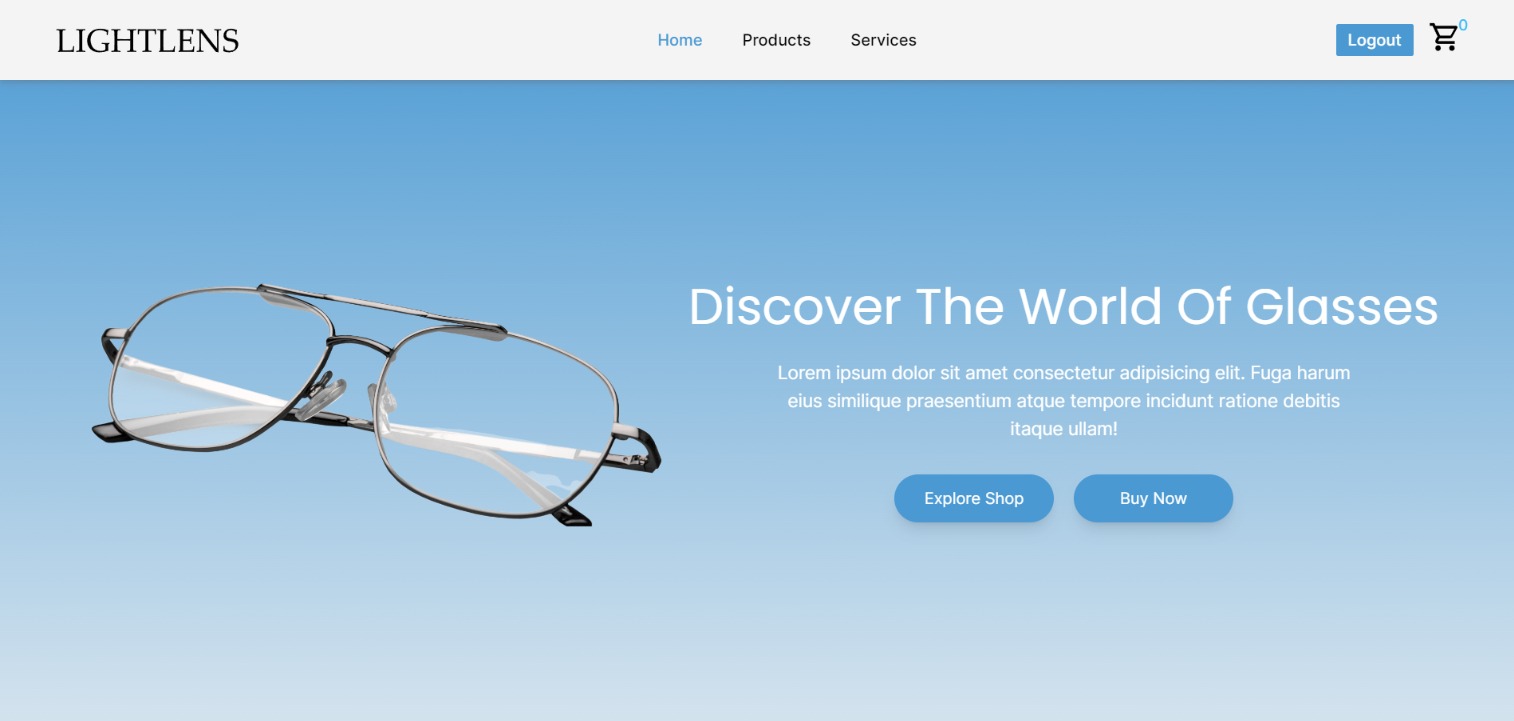 LIGHTLENS
Home
Products
Services
Logout
0
Discover The World Of Glasses
Lorem ipsum dolor sit amet consectetur adipisicing elit. Fuga harum
eius similique praesentium atque tempore incidunt ratione debitis
itaque ullam!
Explore Shop
Buy Now